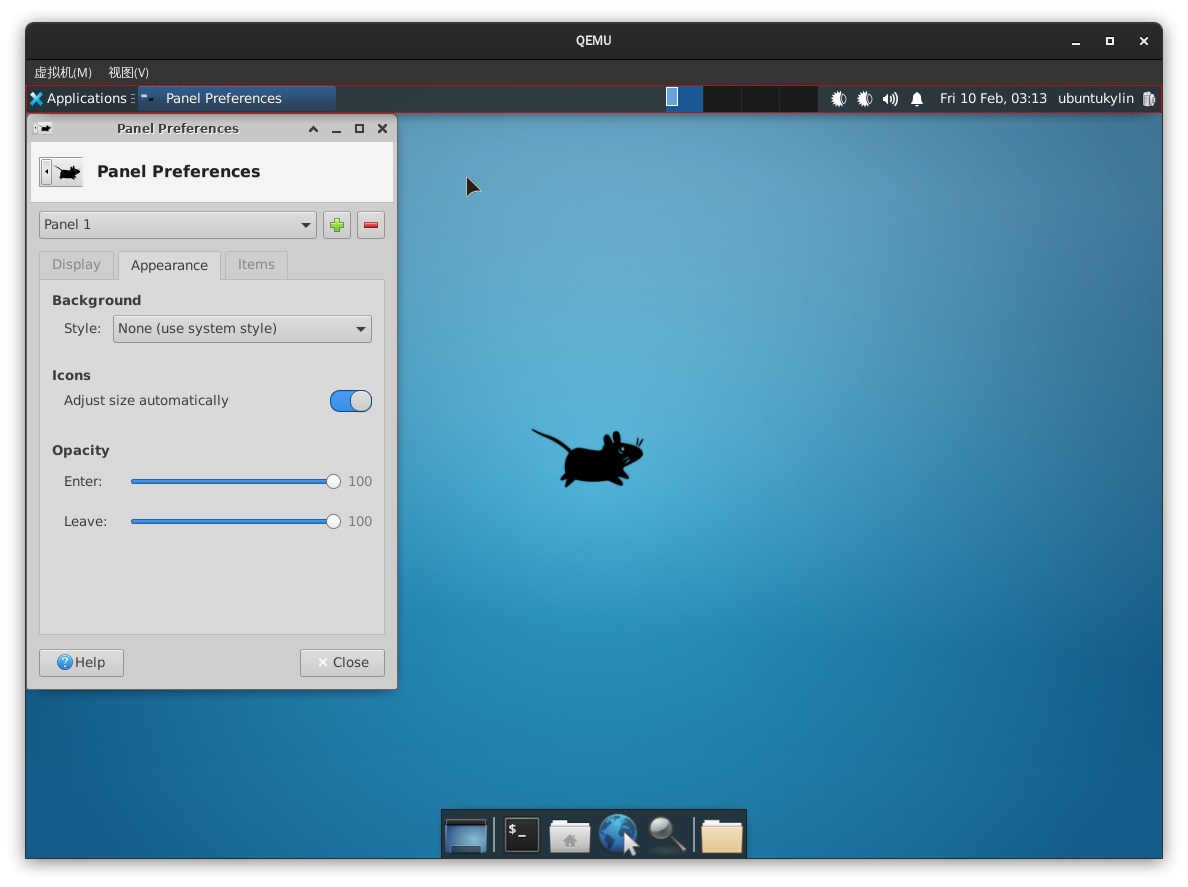 QEMU
虚拟机(M) 视图(V)
Applications Panel Preferences Fri 10 Feb, 03:13 ubuntukylin
Panel Preferences
Panel Preferences
Panel 1
Display Appearance Items
Background
Style: None (use system style)
Icons
Adjust size automatically
Opacity
Enter: 100
Leave: 100
Help Close
$_